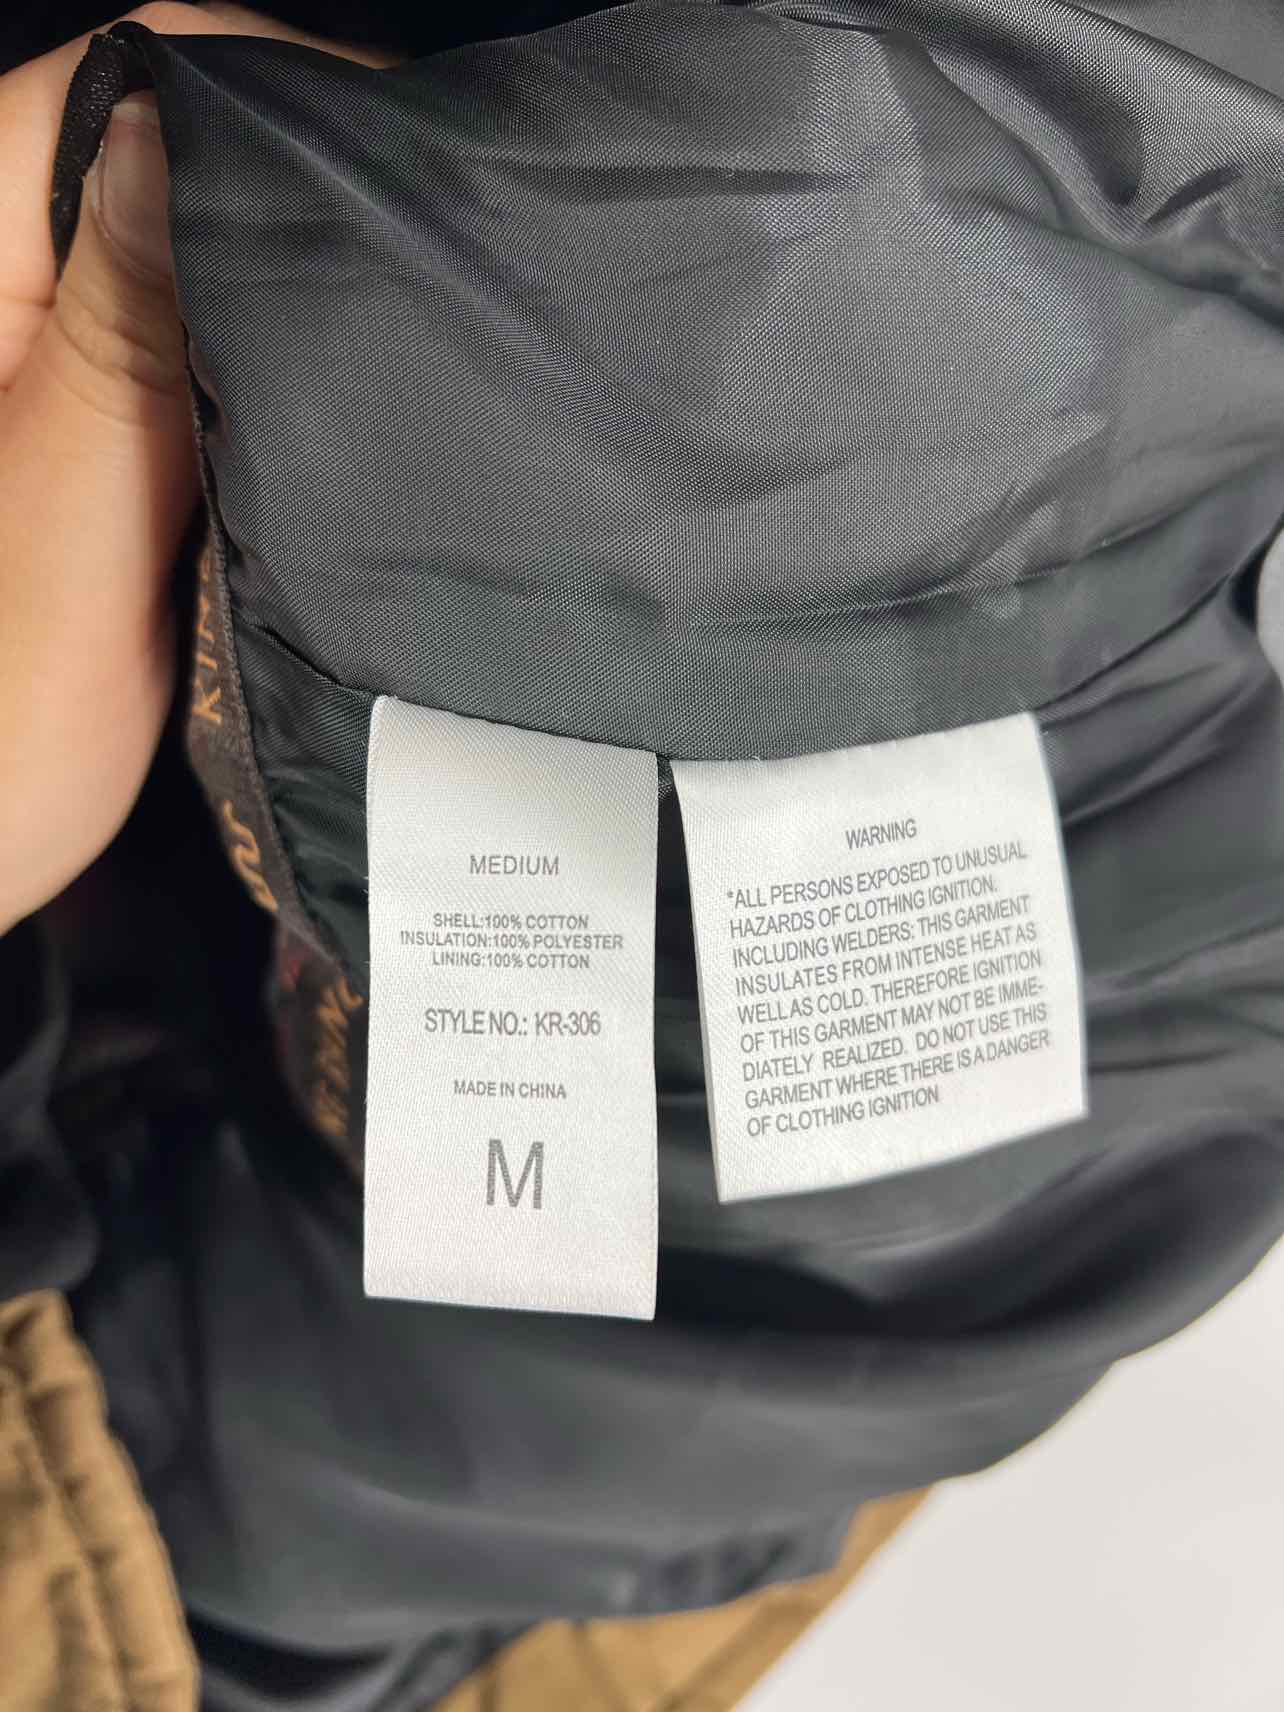 MEDIUM
SHELL:100% COTTON
INSULATION:100% POLYESTER
LINING:100% COTTON
STYLE NO.: KR-306
MADE IN CHINA
M
WARNING
*ALL PERSONS EXPOSED TO UNUSUAL
HAZARDS OF CLOTHING IGNITION,
INCLUDING WELDERS: THIS GARMENT
INSULATES FROM INTENSE HEAT AS
WELL AS COLD. THEREFORE IGNITION
OF THIS GARMENT MAY NOT BE IMME-
DIATELY REALIZED. DO NOT USE THIS
GARMENT WHERE THERE IS A DANGER
OF CLOTHING IGNITION